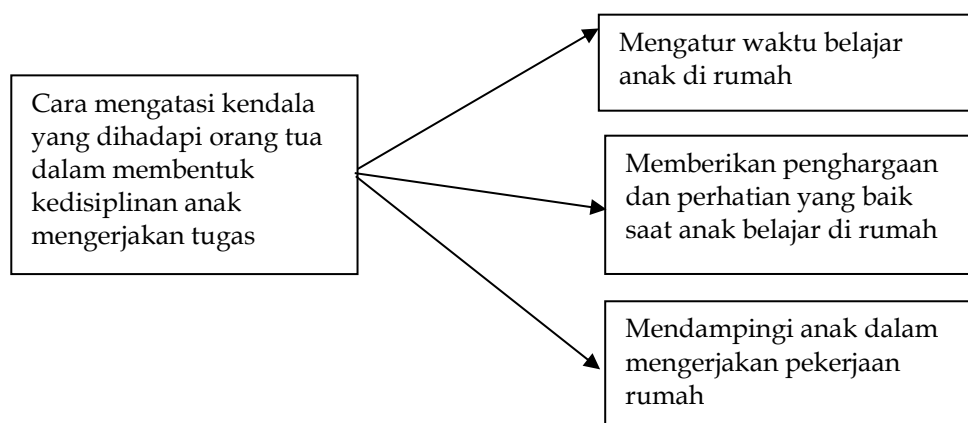 Cara mengatasi kendala
yang dihadapi orang tua
dalam membentuk
kedisiplinan anak
mengerjakan tugas
Mengatur waktu belajar
anak di rumah
Memberikan penghargaan
dan perhatian yang baik
saat anak belajar di rumah
Mendampingi anak dalam
mengerjakan pekerjaan
rumah